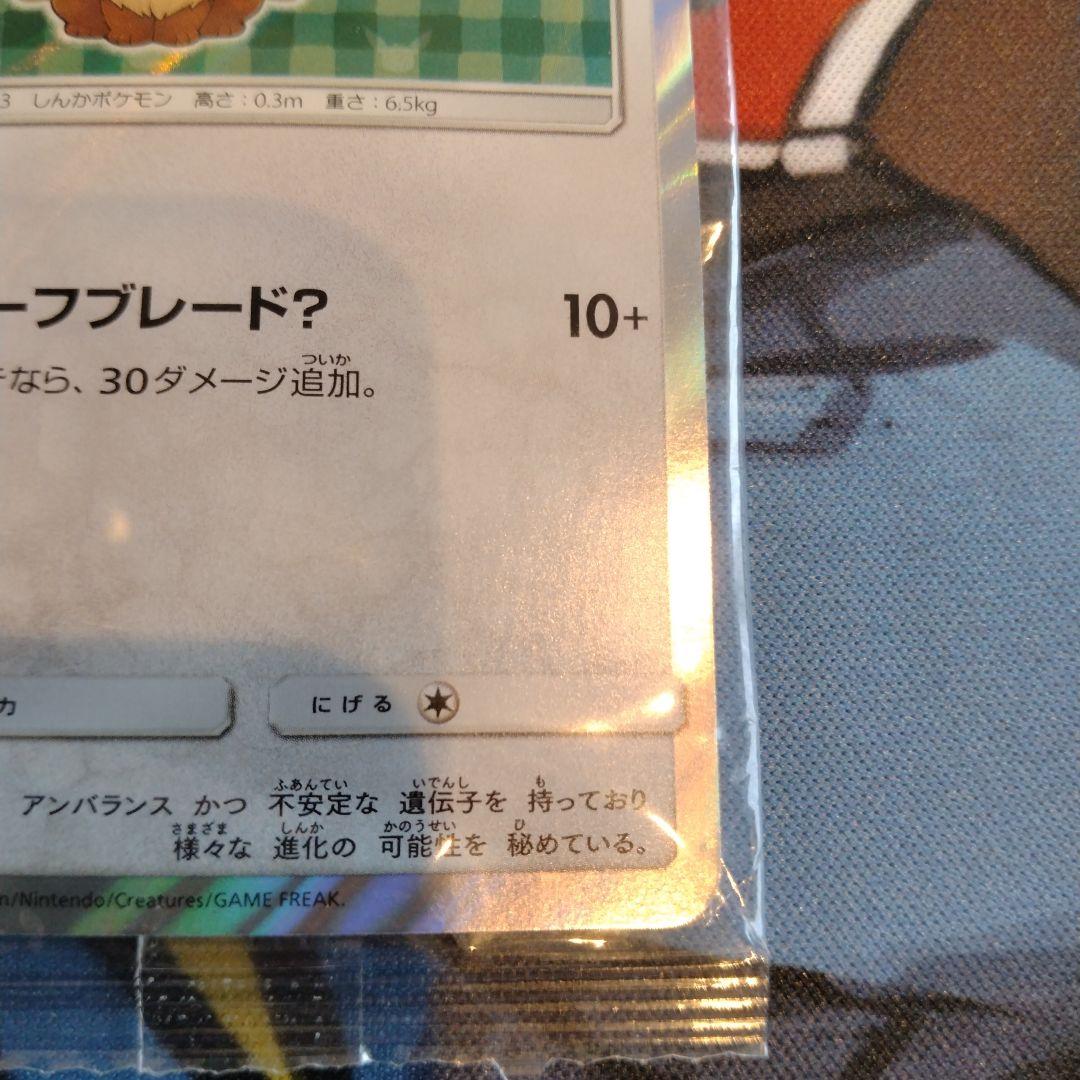 3 しんかポケモン 高さ：0.3m 重さ：6.5kg
ーフブレード? 10+
なら、30ダメージ追加。
ついか
カ
にげる
ふあんてい いでんし も
アンバランス かつ 不安定な 遺伝子を 持っており
さまざま しんか かのうせい ひ
様々な 進化の 可能性を 秘めている。
n/Nintendo/Creatures/GAME FREAK.